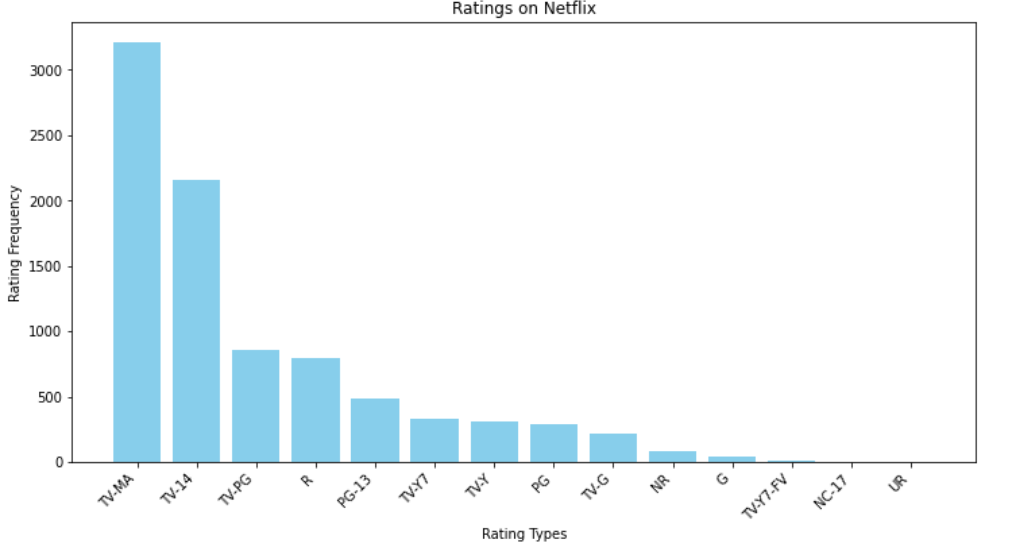 Ratings on Netflix
Rating Frequency
3000
2500
2000
1500
1000
500
0
TV-MA
TV-14
TV-PG
R
PG-13
TV-Y7
TV-Y
PG
TV-G
NR
G
TV-Y7-FV
NC-17
UR
Rating Types